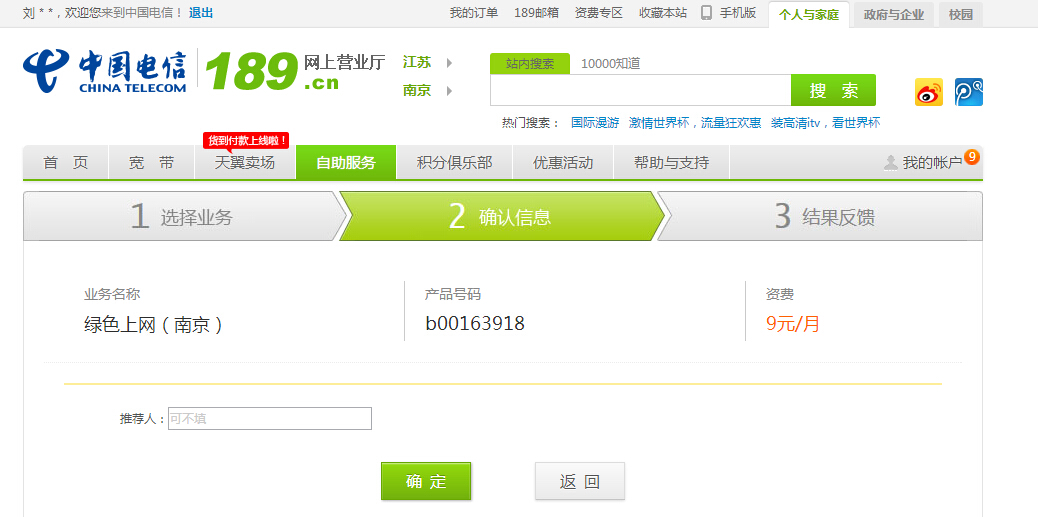 刘 * * ，欢迎您来到中国电信！ 退出
我的订单 189邮箱 资费专区 收藏本站 手机版 个人与家庭 政府与企业 校园
中国电信 CHINA TELECOM 189.cn 网上营业厅
江苏
南京
站内搜索 10000知道
搜 索
热门搜索： 国际漫游 激情世界杯，流量狂欢惠 装高清itv，看世界杯
货到付款上线啦！
首 页 宽 带 天翼卖场 自助服务 积分俱乐部 优惠活动 帮助与支持 我的帐户 9
1 选择业务 2 确认信息 3 结果反馈
业务名称 产品号码 资费
绿色上网（南京） b00163918 9元/月
推荐人： 可不填
确 定 返 回